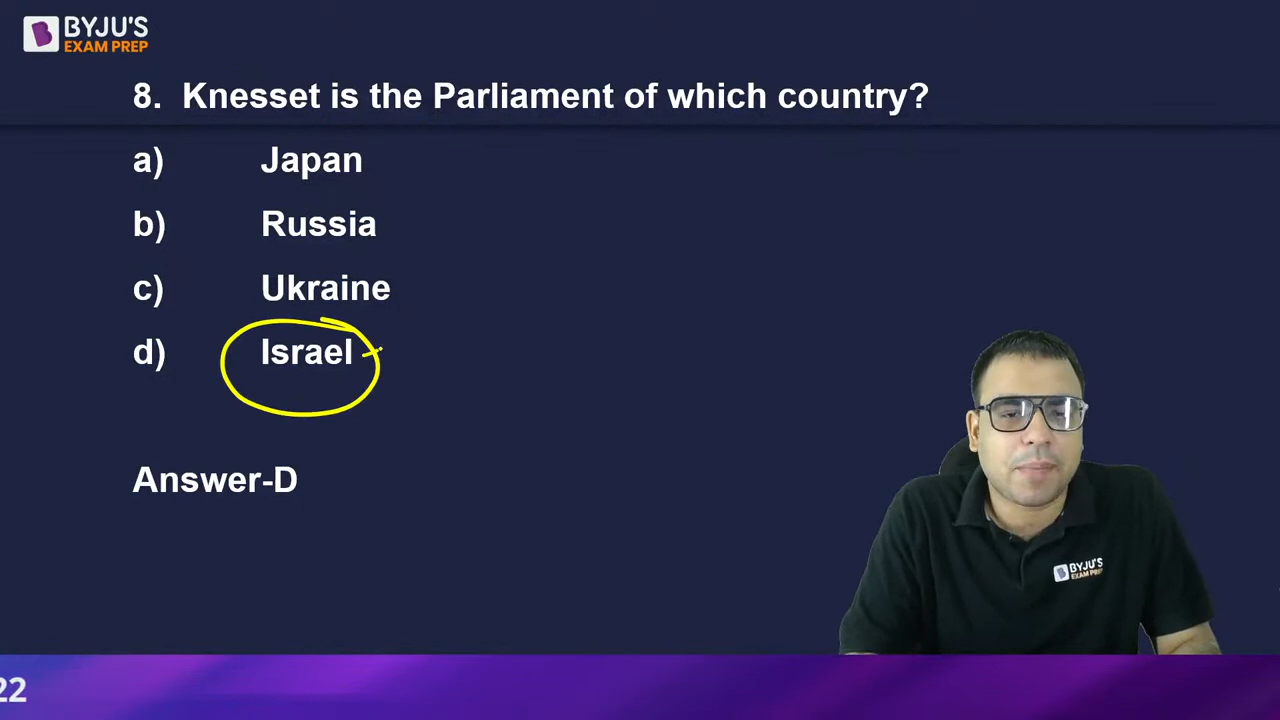 BYJU'S
EXAM PREP
8. Knesset is the Parliament of which country?
a) Japan
b) Russia
c) Ukraine
d) Israel
Answer-D
BYJU'S
EXAM PREP
22